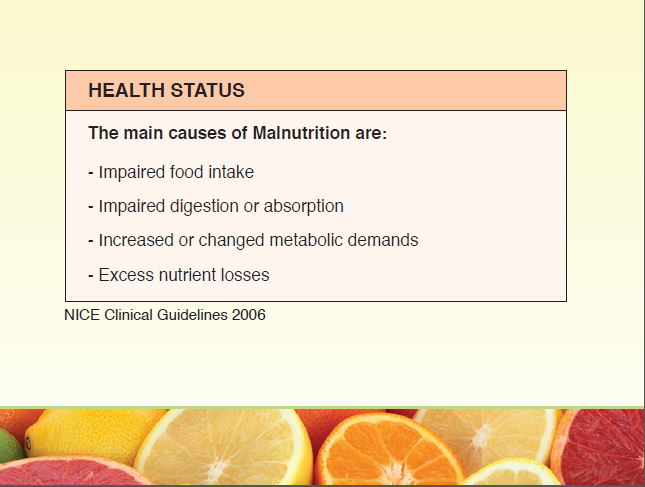 HEALTH STATUS
The main causes of Malnutrition are:
- Impaired food intake
- Impaired digestion or absorption
- Increased or changed metabolic demands
- Excess nutrient losses
NICE Clinical Guidelines 2006